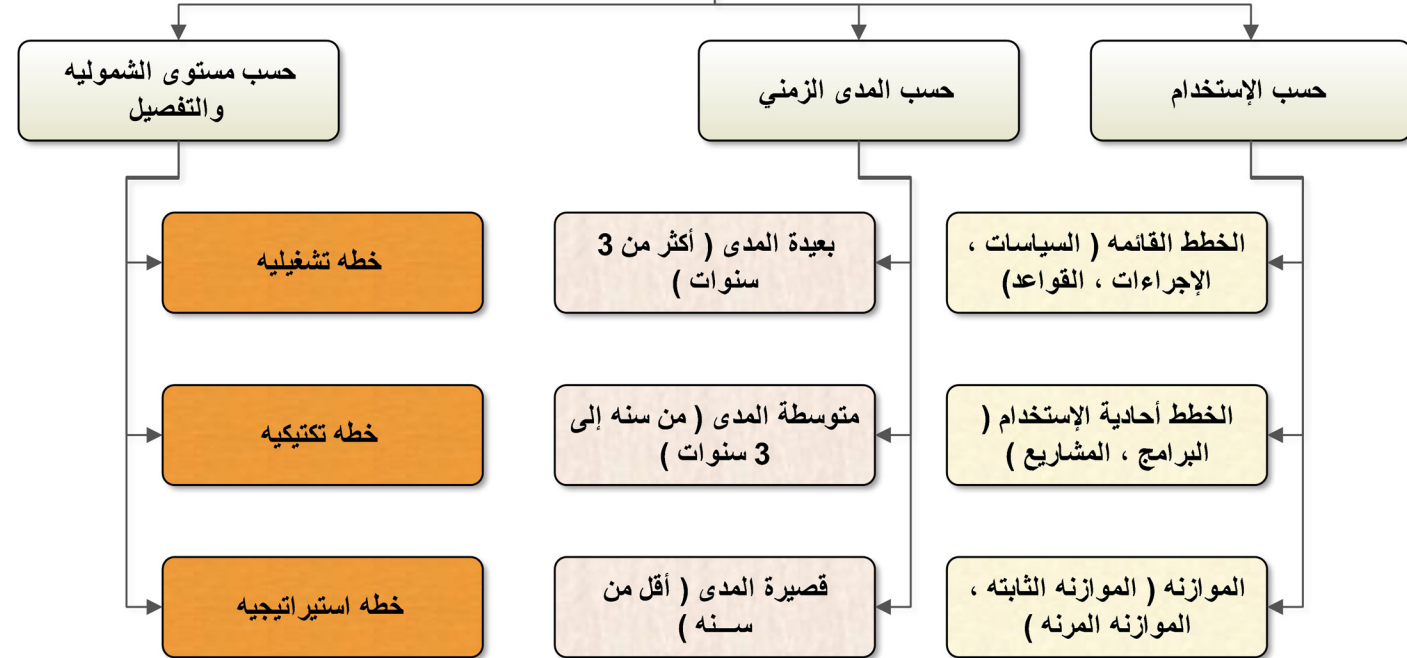 حسب الإستخدام
حسب المدى الزمني
حسب مستوى الشموليه
والتفصيل
الخطط القائمه ( السياسات ،
الإجراءات ، القواعد)
بعيدة المدى ( أكثر من 3
سنوات )
خطه تشغيليه
الخطط أحادية الإستخدام (
البرامج ، المشاريع )
متوسطة المدى ( من سنه إلى
3 سنوات )
خطه تكتيكيه
الموازنه ( الموازنه الثابته ،
الموازنه المرنه )
قصيرة المدى ( أقل من
ســنه )
خطه استيراتيجيه